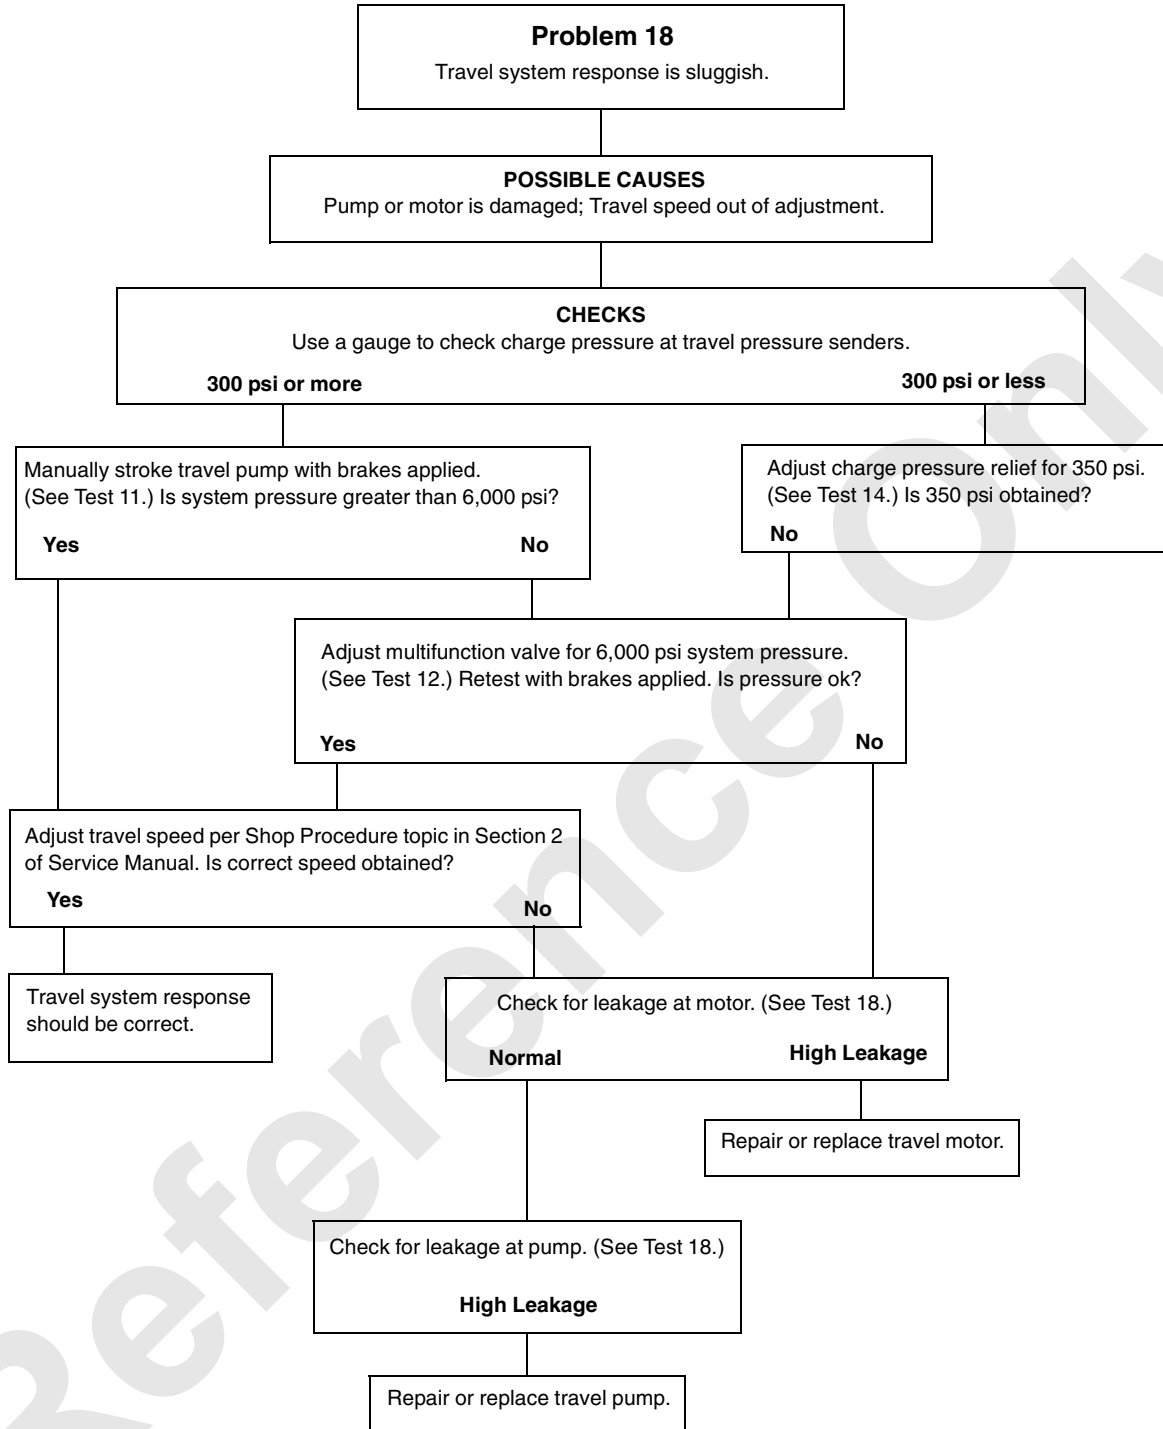 Problem 18
Travel system response is sluggish.
POSSIBLE CAUSES
Pump or motor is damaged; Travel speed out of adjustment.
CHECKS
Use a gauge to check charge pressure at travel pressure senders.
300 psi or more
300 psi or less
Manually stroke travel pump with brakes applied.
(See Test 11.) Is system pressure greater than 6,000 psi?
Yes
No
Adjust charge pressure relief for 350 psi.
(See Test 14.) Is 350 psi obtained?
No
Adjust multifunction valve for 6,000 psi system pressure.
(See Test 12.) Retest with brakes applied. Is pressure ok?
Yes
No
Adjust travel speed per Shop Procedure topic in Section 2
of Service Manual. Is correct speed obtained?
Yes
No
Travel system response
should be correct.
Check for leakage at motor. (See Test 18.)
Normal
High Leakage
Repair or replace travel motor.
Check for leakage at pump. (See Test 18.)
High Leakage
Repair or replace travel pump.
Reference Only